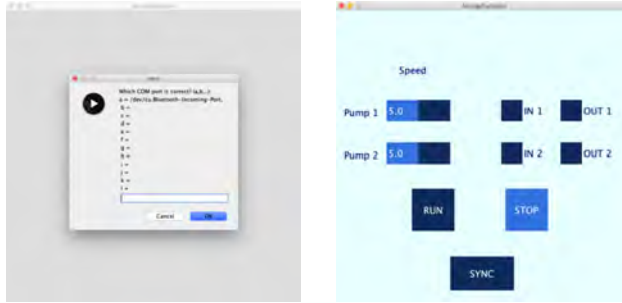 Which COM port is correct? (a,b,..):
a = /dev/cu.Bluetooth-Incoming-Port,
b =
c =
d =
e =
f =
g =
h =
i =
j =
k =
l =
Cancel
OK
Speed
Pump 1 5.0 IN 1 OUT 1
Pump 2 5.0 IN 2 OUT 2
RUN STOP
SYNC